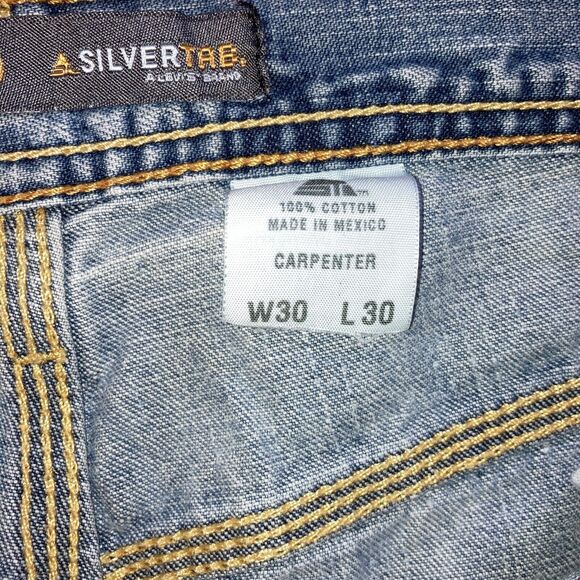 SILVERTAB.
A LEVI'S® BRAND
100% COTTON
MADE IN MEXICO
CARPENTER
W30 L30